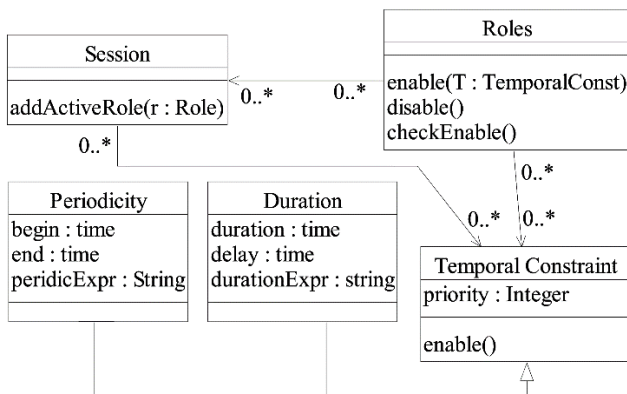 Session
addActiveRole(r : Role)
Roles
enable(T : TemporalConst)
disable()
checkEnable()
0..*
0..*
0..*
0..*
0..*
0..*
Periodicity
begin : time
end : time
peridicExpr : String
Duration
duration : time
delay : time
durationExpr : string
Temporal Constraint
priority : Integer
enable()